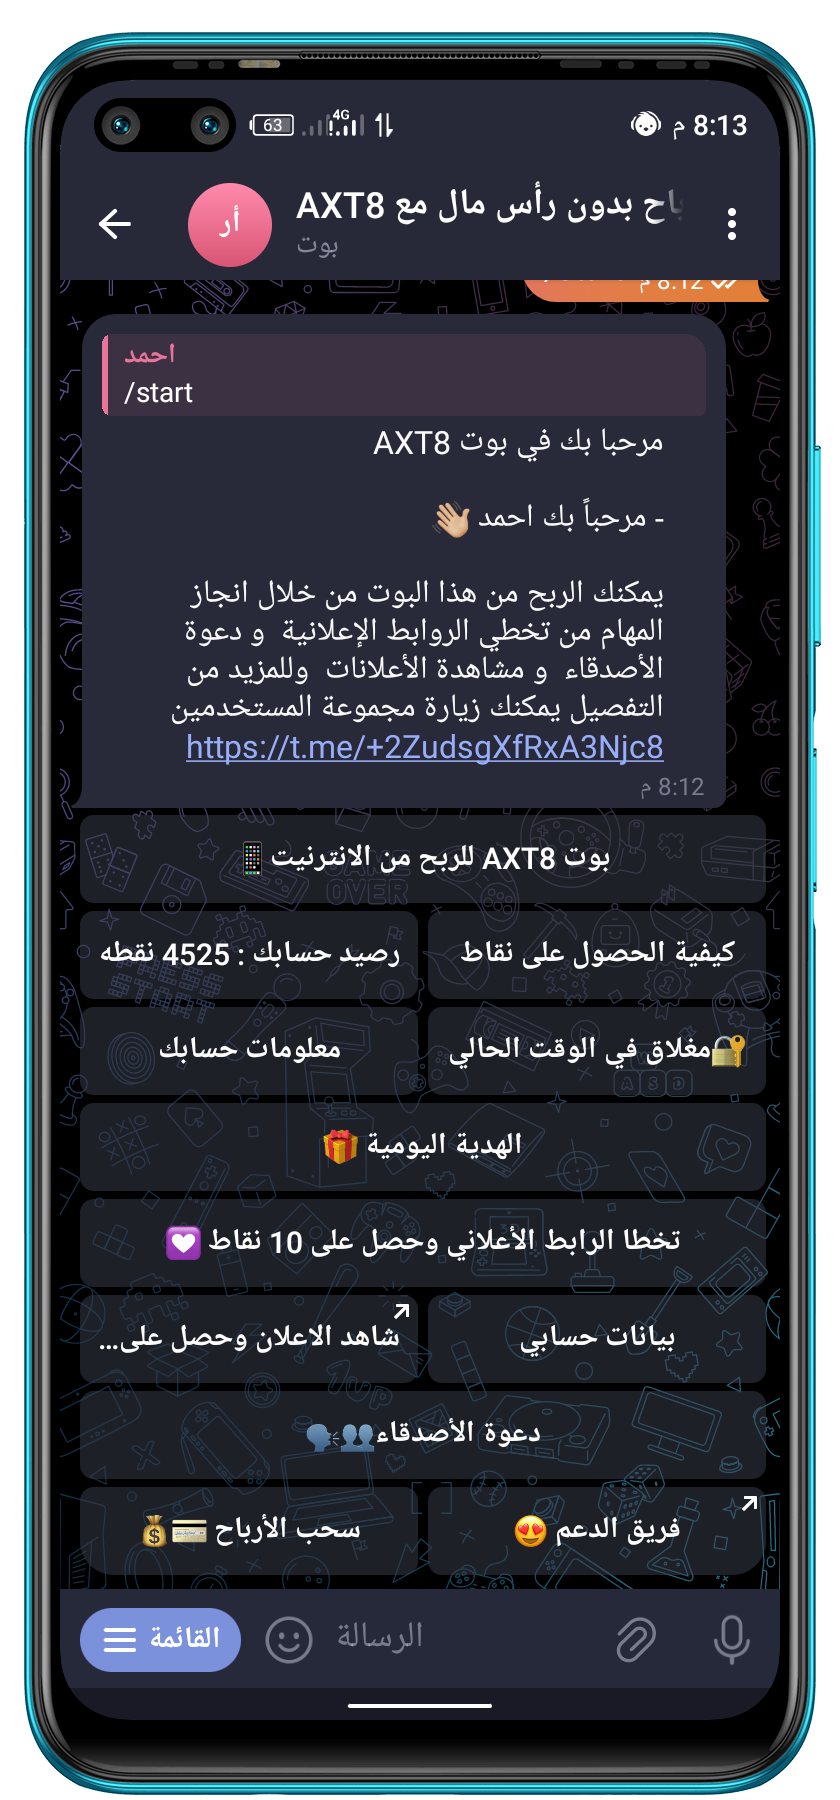 63
4G
8:13 م
باح بدون رأس مال مع AXT8
أر
بوت
8:12 م
احمد
/start
مرحبا بك في بوت AXT8
- مرحباً بك احمد 👋🏼
يمكنك الربح من هذا البوت من خلال انجاز
المهام من تخطي الروابط الإعلانية و دعوة
الأصدقاء و مشاهدة الأعلانات وللمزيد من
التفصيل يمكنك زيارة مجموعة المستخدمين
https://t.me/+2ZudsgXfRxA3Njc8
8:12 م
بوت AXT8 للربح من الانترنيت📱
كيفية الحصول على نقاط
رصيد حسابك : 4525 نقطه
🔐مغلاق في الوقت الحالي
معلومات حسابك
الهدية اليومية 🎁
تخطا الرابط الأعلاني وحصل على 10 نقاط 💟
بيانات حسابي
شاهد الاعلان وحصل على...
دعوة الأصدقاء👥🗣
فريق الدعم 😍
سحب الأرباح 💳💰
القائمة
الرسالة